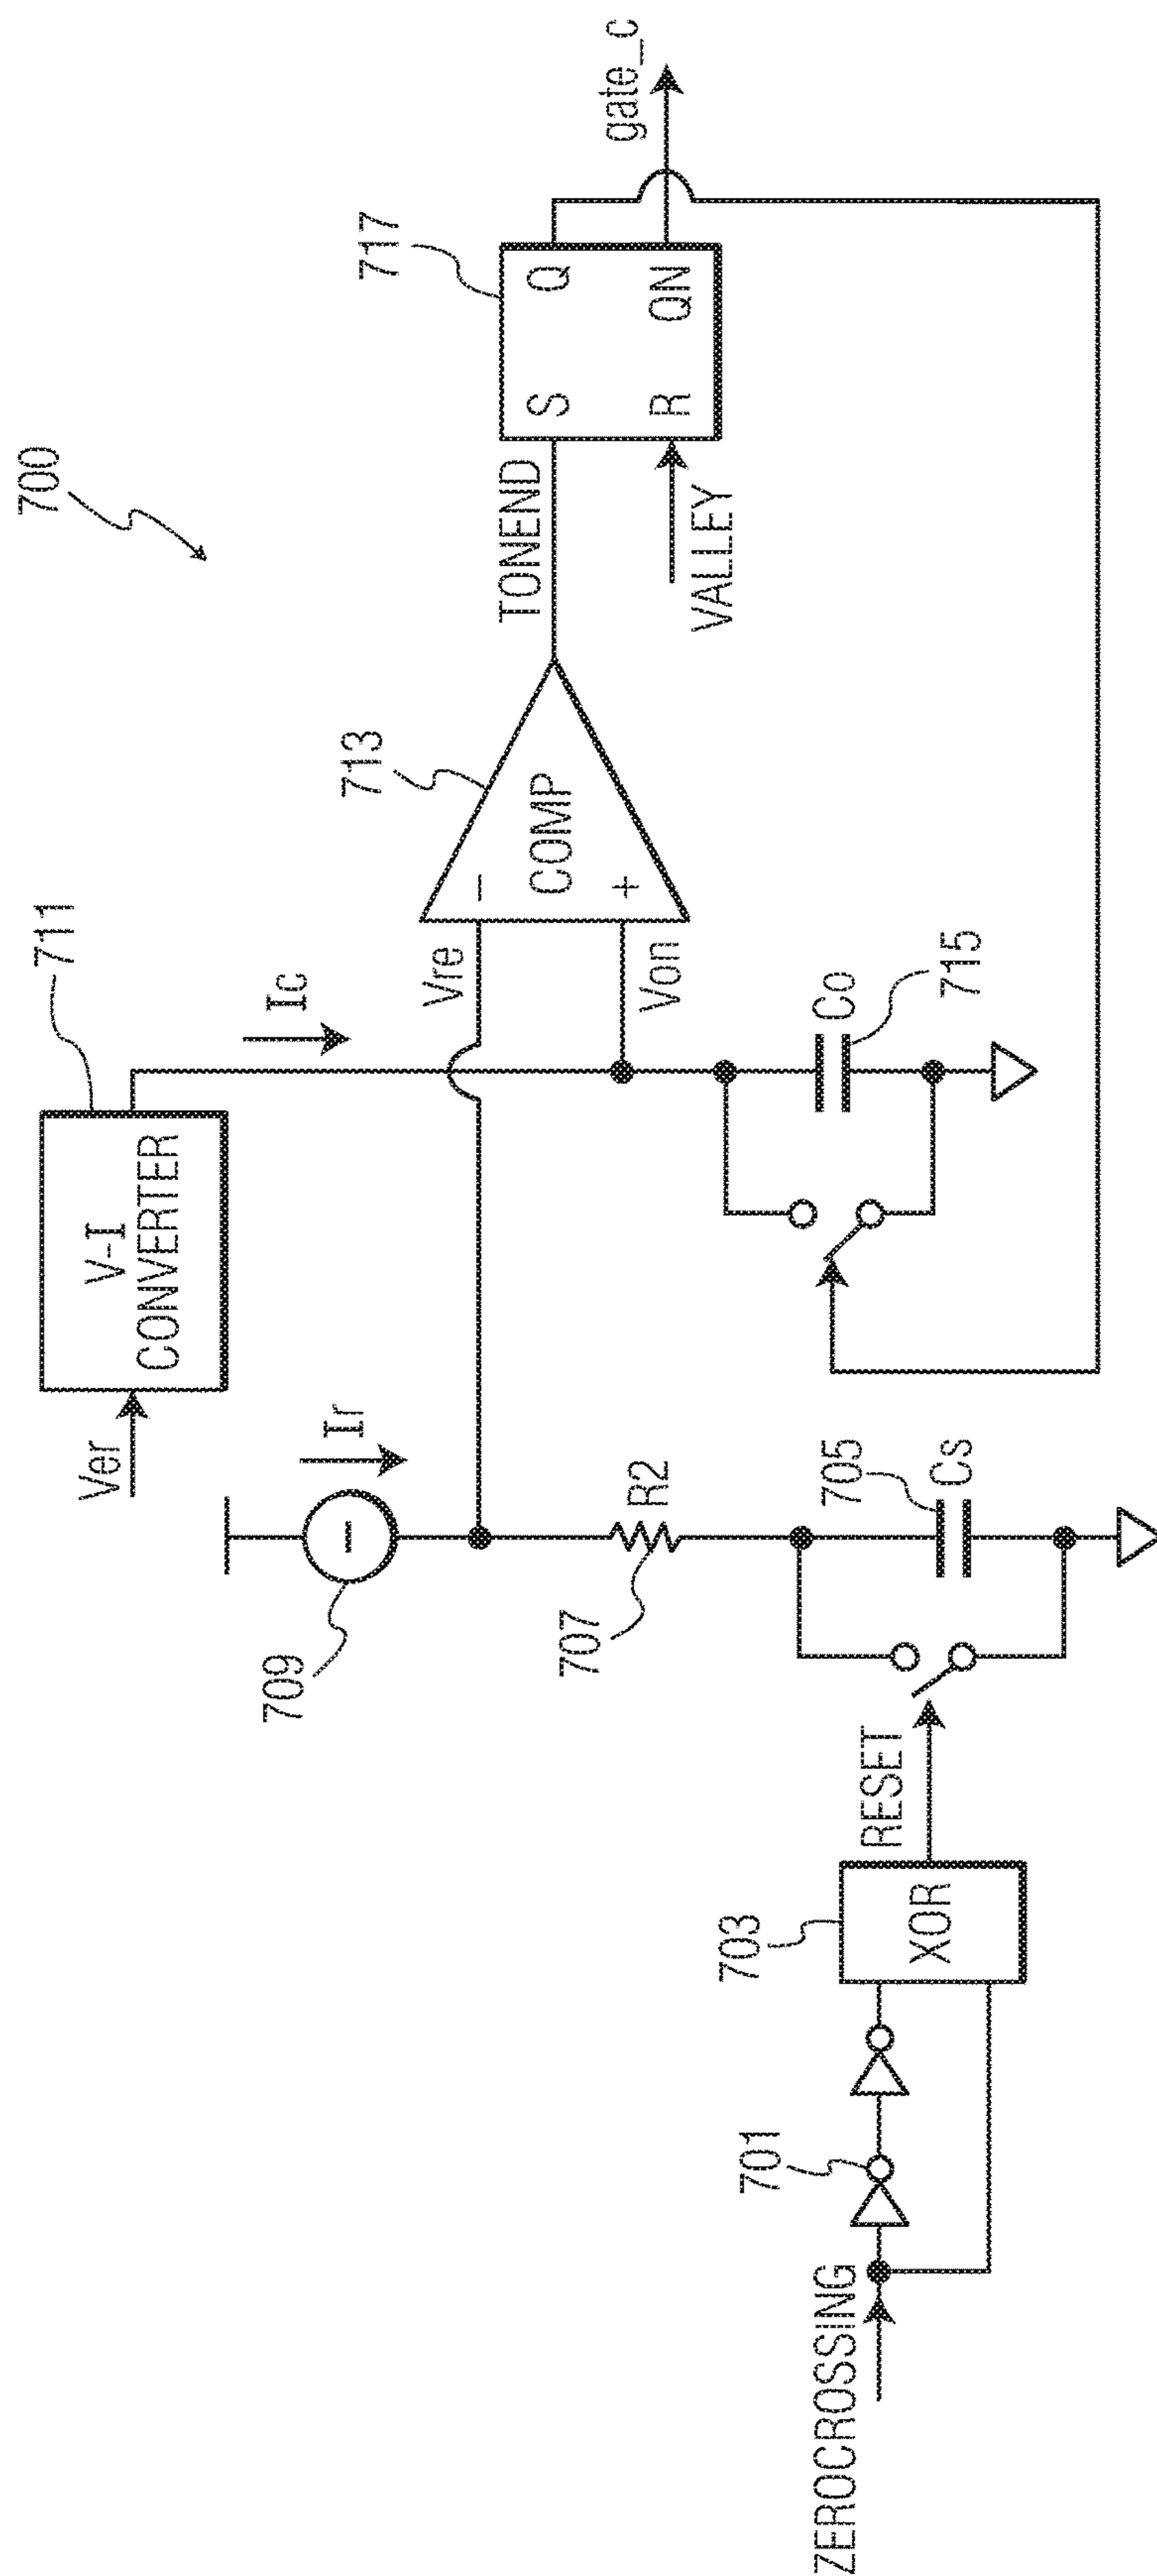 700
711
V-I
CONVERTER
Ver
Ic
713
717
gate_c
TONEND
S
Q
R
QN
VALLEY
COMP
-
+
Vre
Von
Co
715
709
Ir
707
R2
705
Cs
RESET
703
XOR
701
ZEROCROSSING